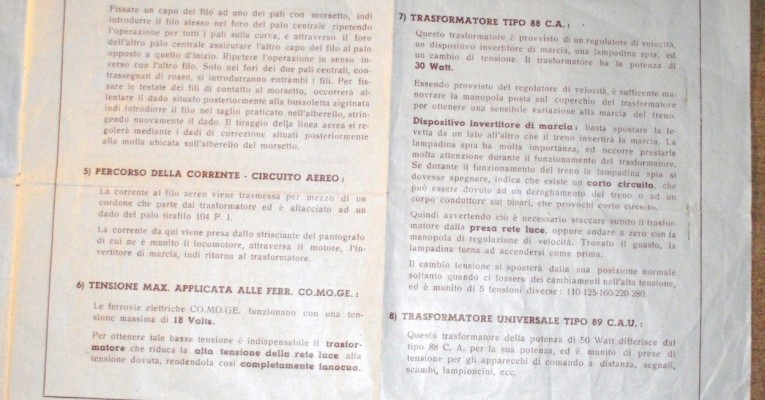 Fissare un capo del filo ad uno dei pali con morsetto, indi
introdurre il filo stesso nel foro del palo centrale ripetendo
l'operazione per tutti i pali sulla curva, e attraverso il foro
dell'altro palo centrale assicurare l'altro capo del filo al palo
opposto a quello d'inizio. Ripetere l'operazione in senso in-
verso con l'altro filo. Solo nei fori dei due pali centrali, con-
trassegnati di rosso, si introdurranno entrambi i fili. Per fis-
sare le testate dei fili di contatto al morsetto, occorrerà al-
lentare il dado situato posteriormente alla bussoletta zigrinata
indi introdurre il filo nel taglio praticato nell'alberello, strin-
gendo nuovamente il dado. Il tiraggio della linea aerea si re-
golerà mediante i dadi di correzione situati posteriormente
alla molla ubicata sull'alberello del morsetto.
5) PERCORSO DELLA CORRENTE - CIRCUITO AEREO :
La corrente al filo aereo viene trasmessa per mezzo di un
cordone che parte dal trasformatore ed è allacciato ad un
dado del palo tirafilo 104 P. 1.
La corrente da qui viene presa dallo strisciante del pantografo
di cui ne è munito il locomotore, attraversa il motore, l'in-
vertitore di marcia, indi ritorna al trasformatore.
6) TENSIONE MAX. APPLICATA ALLE FERR. CO.MO.GE. :
Le ferrovie elettriche CO.MO.GE. funzionano con una ten-
sione massima di 18 Volts.
Per ottenere tale bassa tensione è indispensabile il trasfor-
matore che riduca la alta tensione della rete luce alla
tensione dovuta, rendendola così completamente innocua.
7) TRASFORMATORE TIPO 88 C.A. :
Questo trasformatore è provvisto di un regolatore di velocità,
un dispositivo invertitore di marcia, una lampadina spia, ed
un cambio di tensione. Il trasformatore ha la potenza di
30 Watt.
Essendo provvisto del regolatore di velocità, è sufficente ma-
novrare la manopola posta sul coperchio del trasformatore
per ottenere una sensibile variazione alla marcia del treno.
Dispositivo invertitore di marcia : basta spostare la le-
vetta da un lato all'altro che il treno invertirà la marcia. La
lampadina spia ha molta importanza, ed occorre prestarle
molta attenzione durante il funzionamento del trasformatore.
Se durante il funzionamento del treno la lampadina spia si
dovesse spegnere, indica che esiste un corto circuito, che
può essere dovuto ad un deragliamento del treno o ad un
corpo conduttore sui binari, che provochi corto circuito.
Quindi avvertendo ciò è necessario staccare subito il trasfor-
matore dalla presa rete luce, oppure andare a zero con la
manopola di regolazione di velocità. Trovato il guasto, la
lampadina torna ad accendersi come prima.
Il cambio tensione si sposterà dalla sua posizione normale
soltanto quando ci fossero dei cambiamenti nell'alta tensione,
ed è munito di 5 tensioni diverse : 110-125-160-220 280.
8) TRASFORMATORE UNIVERSALE TIPO 89 C.A.U. :
Questo trasformatore della potenza di 50 Watt differisce dal
tipo 88 C. A. per la sua potenza, ed è munito di prese di
tensione per gli apparecchi di comando a distanza, segnali,
scambi, lampioncini, ecc.